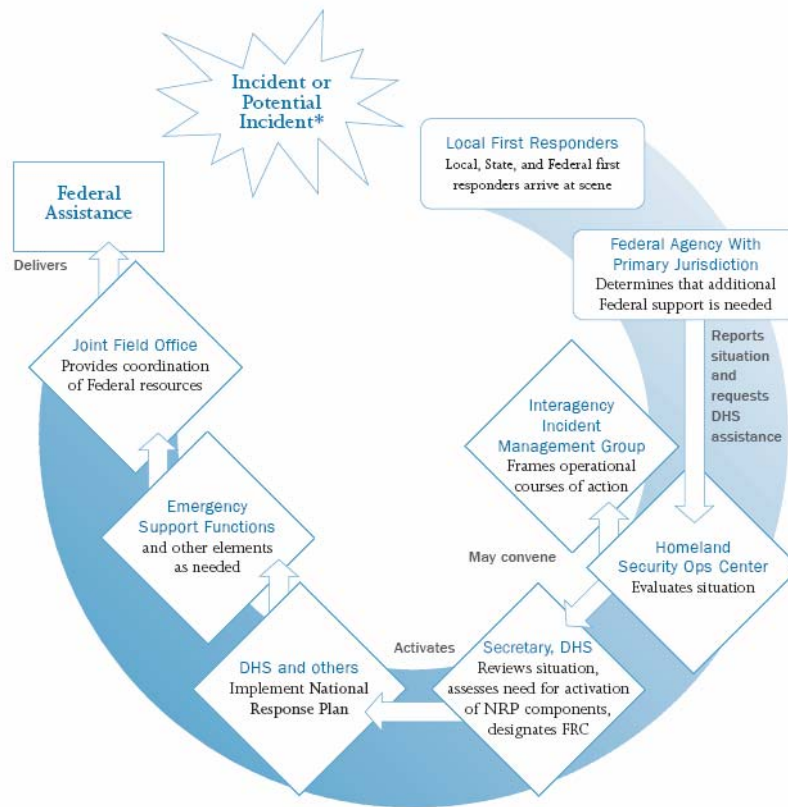 Incident or
Potential
Incident*
Local First Responders
Local, State, and Federal first
responders arrive at scene
Federal Agency With
Primary Jurisdiction
Determines that additional
Federal support is needed
Reports
situation
and
requests
DHS
assistance
Interagency
Incident
Management Group
Frames operational
courses of action
May convene
Homeland
Security Ops Center
Evaluates situation
Secretary, DHS
Reviews situation,
assesses need for activation
of NRP components,
designates FRC
Activates
DHS and others
Implement National
Response Plan
Emergency
Support Functions
and other elements
as needed
Joint Field Office
Provides coordination
of Federal resources
Delivers
Federal
Assistance